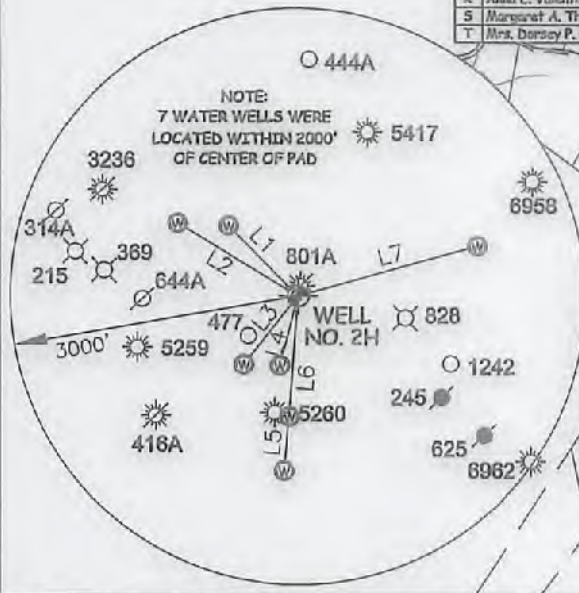 S Margaret A.
T Mrs. Dorsey P.
444A
NOTE:
7 WATER WELLS WERE
LOCATED WITHIN 2000'
OF CENTER OF PAD
5417
3236
6958
314A
W
W
L1
L2
L7
W
215
369
801A
644A
477
L3
WELL
NO. 2H
828
3000'
5259
L4
W
W
L6
1242
245
416A
5260
W
L5
625
W
6962